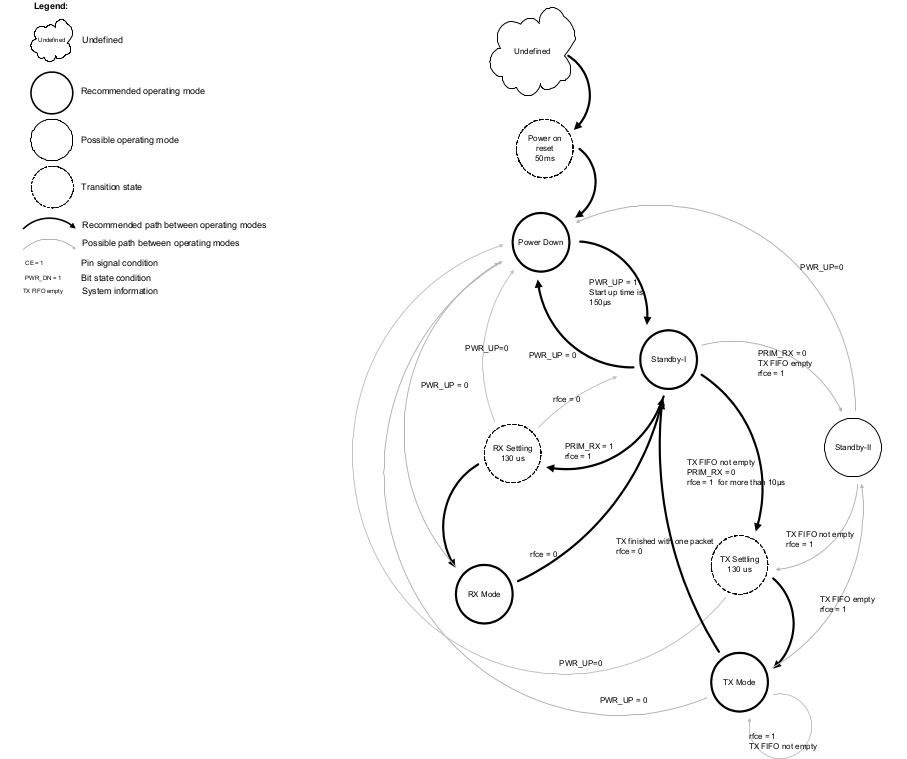 Legend:
Undefined
Undefined
Recommended operating mode
Possible operating mode
Transition state
Recommended path between operating modes
Possible path between operating modes
CE = 1
Pin signal condition
PWR_DN = 1
Bit state condition
TX FIFO empty
System information
Undefined
Power on
reset
50ms
Power Down
PWR_UP = 1
Start up time is
150µs
PWR_UP=0
PWR_UP=0
PWR_UP = 0
Standby-I
PRIM_RX = 0
TX FIFO empty
rfce = 1
PWR_UP = 0
rfce = 0
RX Settling
130 us
PRIM_RX = 1
rfce = 1
Standby-II
TX FIFO not empty
PRIM_RX = 0
rfce = 1 for more than 10µs
TX finished with one packet
rfce = 0
TX FIFO not empty
rfce = 1
rfce = 0
TX Settling
130 us
RX Mode
TX FIFO empty
rfce = 1
PWR_UP=0
TX Mode
PWR_UP = 0
rfce = 1
TX FIFO not empty